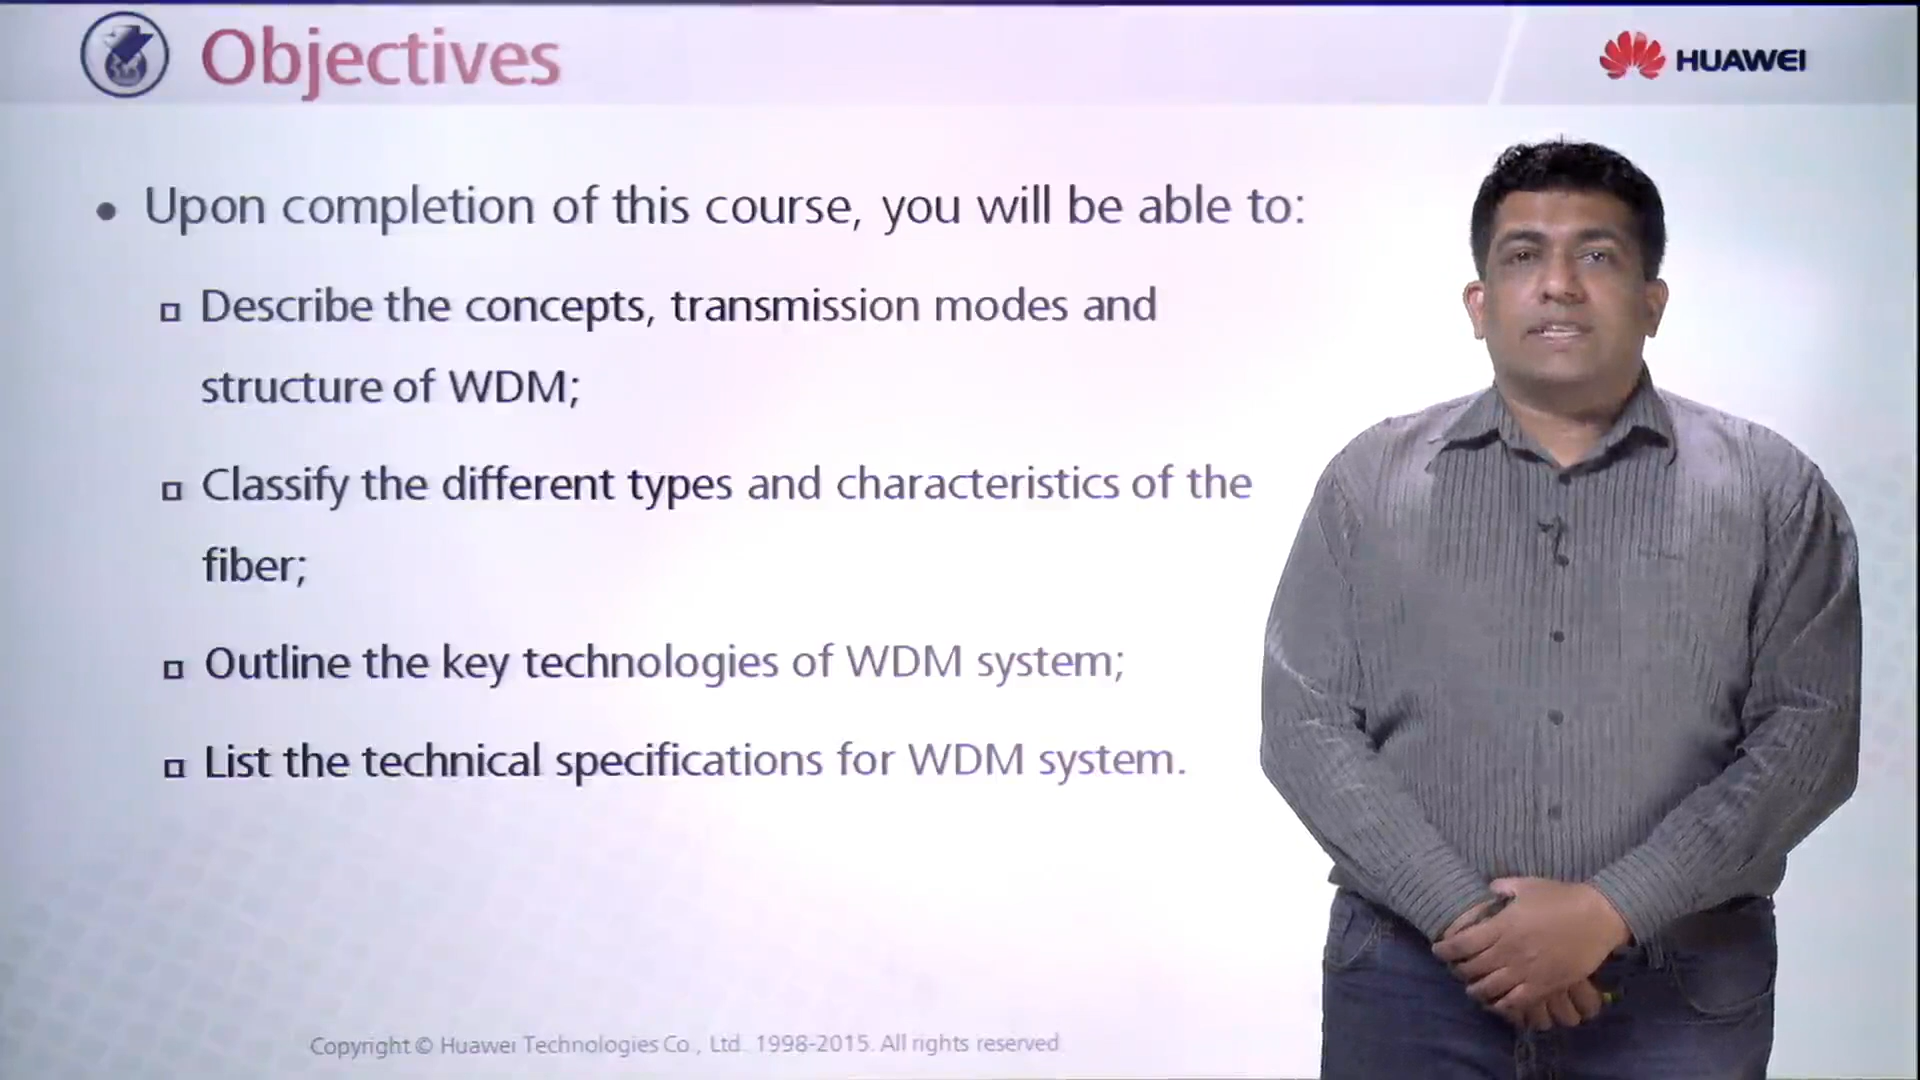 Objectives
HUAWEI
• Upon completion of this course, you will be able to:
Describe the concepts, transmission modes and
structure of WDM;
Classify the different types and characteristics of the
fiber;
Outline the key technologies of WDM system;
List the technical specifications for WDM system.
Copyright © Huawei Technologies Co., Ltd. 1998-2015. All rights reserved.